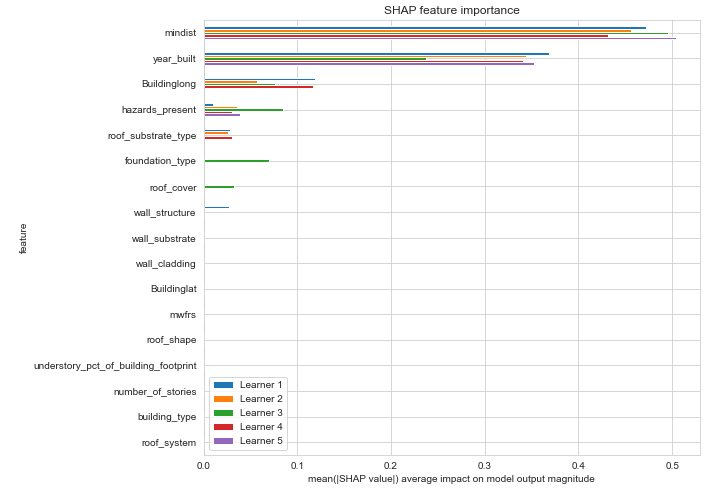 SHAP feature importance
mindist
year_built
Buildinglong
hazards_present
roof_substrate_type
foundation_type
roof_cover
wall_structure
wall_substrate
wall_cladding
Buildinglat
mwfrs
roof_shape
understory_pct_of_building_footprint
number_of_stories
building_type
roof_system
feature
Learner 1
Learner 2
Learner 3
Learner 4
Learner 5
0.0 0.1 0.2 0.3 0.4 0.5
mean(|SHAP value|) average impact on model output magnitude